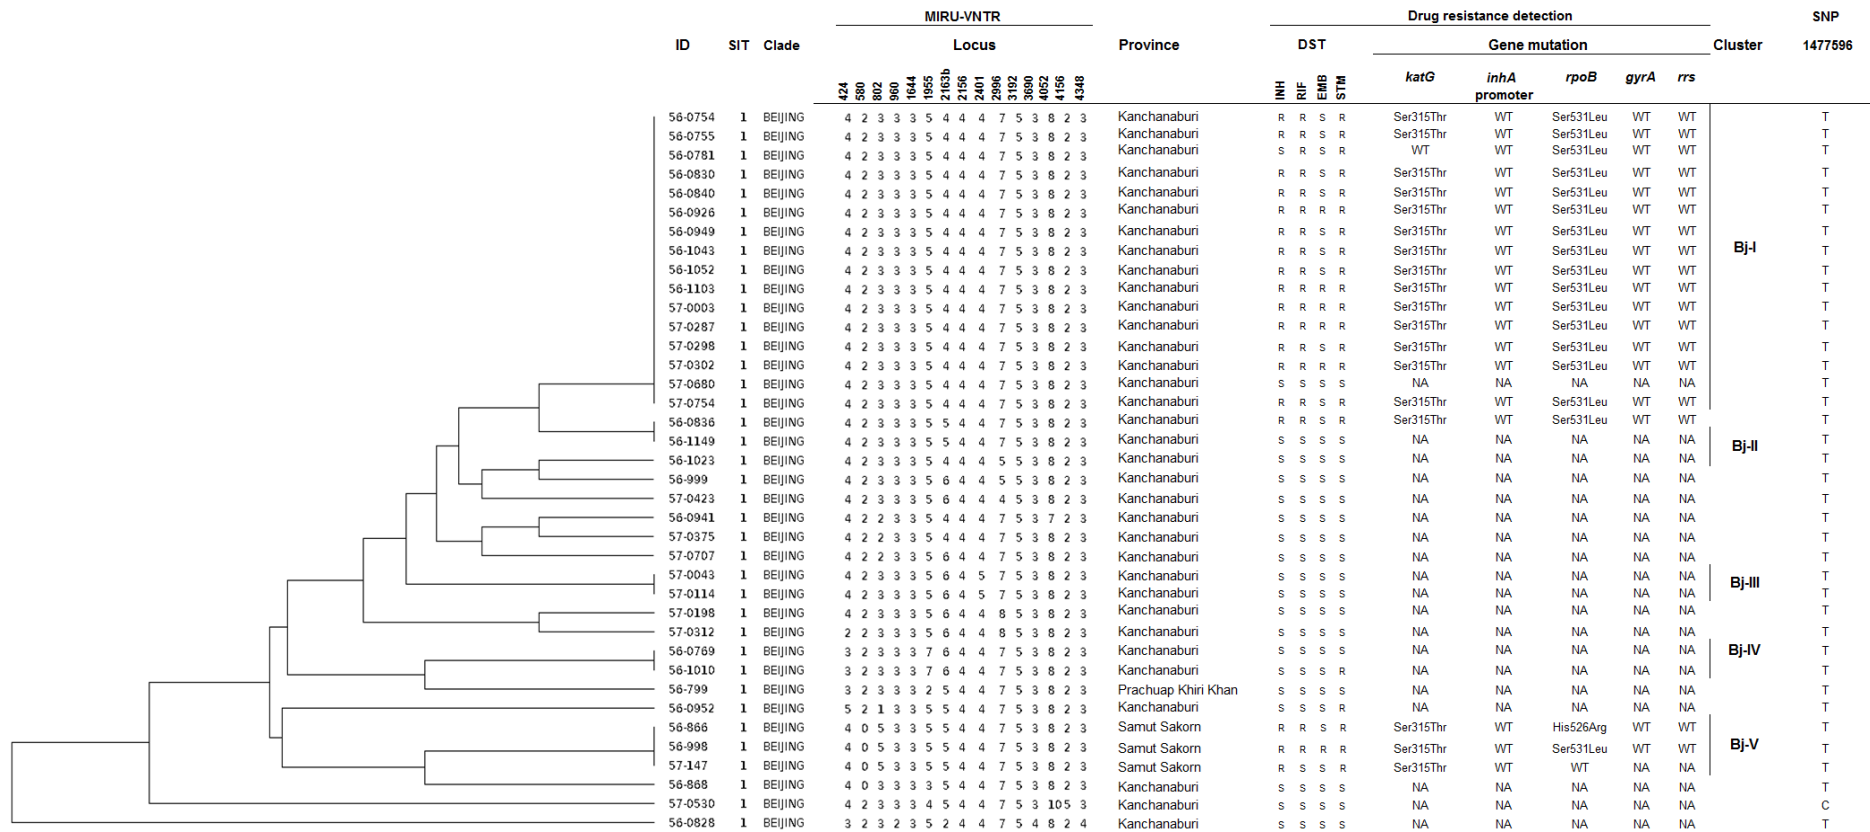 MIRU-VNTR Drug resistance detection SNP
ID SIT Clade Locus Province DST Gene mutation Cluster 1477596
424 580 802 960 1644 1955 2163b 2156 2401 2996 3192 3690 4052 4156 4348 INH RIF EMB STM katG inhA promoter rpoB gyrA rrs
56-0754 1 BEIJING 4 2 3 3 3 5 4 4 4 7 5 3 8 2 3 Kanchanaburi R R S R Ser315Thr WT Ser531Leu WT WT T
56-0755 1 BEIJING 4 2 3 3 3 5 4 4 4 7 5 3 8 2 3 Kanchanaburi R R S R Ser315Thr WT Ser531Leu WT WT T
56-0781 1 BEIJING 4 2 3 3 3 5 4 4 4 7 5 3 8 2 3 Kanchanaburi S R S R WT WT Ser531Leu WT WT T
56-0830 1 BEIJING 4 2 3 3 3 5 4 4 4 7 5 3 8 2 3 Kanchanaburi R R S R Ser315Thr WT Ser531Leu WT WT T
56-0840 1 BEIJING 4 2 3 3 3 5 4 4 4 7 5 3 8 2 3 Kanchanaburi R R S R Ser315Thr WT Ser531Leu WT WT T
56-0926 1 BEIJING 4 2 3 3 3 5 4 4 4 7 5 3 8 2 3 Kanchanaburi R R R R Ser315Thr WT Ser531Leu WT WT T
56-0949 1 BEIJING 4 2 3 3 3 5 4 4 4 7 5 3 8 2 3 Kanchanaburi R R S R Ser315Thr WT Ser531Leu WT WT T
56-1043 1 BEIJING 4 2 3 3 3 5 4 4 4 7 5 3 8 2 3 Kanchanaburi R R S R Ser315Thr WT Ser531Leu WT WT Bj-I T
56-1052 1 BEIJING 4 2 3 3 3 5 4 4 4 7 5 3 8 2 3 Kanchanaburi R R S R Ser315Thr WT Ser531Leu WT WT T
56-1103 1 BEIJING 4 2 3 3 3 5 4 4 4 7 5 3 8 2 3 Kanchanaburi R R R R Ser315Thr WT Ser531Leu WT WT T
57-0003 1 BEIJING 4 2 3 3 3 5 4 4 4 7 5 3 8 2 3 Kanchanaburi R R R R Ser315Thr WT Ser531Leu WT WT T
57-0287 1 BEIJING 4 2 3 3 3 5 4 4 4 7 5 3 8 2 3 Kanchanaburi R R R R Ser315Thr WT Ser531Leu WT WT T
57-0298 1 BEIJING 4 2 3 3 3 5 4 4 4 7 5 3 8 2 3 Kanchanaburi R R S R Ser315Thr WT Ser531Leu WT WT T
57-0302 1 BEIJING 4 2 3 3 3 5 4 4 4 7 5 3 8 2 3 Kanchanaburi R R R R Ser315Thr WT Ser531Leu WT WT T
57-0680 1 BEIJING 4 2 3 3 3 5 4 4 4 7 5 3 8 2 3 Kanchanaburi S S S S NA NA NA NA NA T
57-0754 1 BEIJING 4 2 3 3 3 5 4 4 4 7 5 3 8 2 3 Kanchanaburi R R S R Ser315Thr WT Ser531Leu WT WT T
56-0836 1 BEIJING 4 2 3 3 3 5 5 4 4 7 5 3 8 2 3 Kanchanaburi R R S R Ser315Thr WT Ser531Leu WT WT T
56-1149 1 BEIJING 4 2 3 3 3 5 5 4 4 7 5 3 8 2 3 Kanchanaburi S S S S NA NA NA NA NA Bj-II T
56-1023 1 BEIJING 4 2 3 3 3 5 4 4 4 5 5 3 8 2 3 Kanchanaburi S S S S NA NA NA NA NA T
56-999 1 BEIJING 4 2 3 3 3 5 6 4 4 5 5 3 8 2 3 Kanchanaburi S S S S NA NA NA NA NA T
57-0423 1 BEIJING 4 2 3 3 3 5 6 4 4 4 5 3 8 2 3 Kanchanaburi S S S S NA NA NA NA NA T
56-0941 1 BEIJING 4 2 2 3 3 5 4 4 4 7 5 3 7 2 3 Kanchanaburi S S S S NA NA NA NA NA T
57-0375 1 BEIJING 4 2 2 3 3 5 4 4 4 7 5 3 8 2 3 Kanchanaburi S S S S NA NA NA NA NA T
57-0707 1 BEIJING 4 2 2 3 3 5 6 4 4 7 5 3 8 2 3 Kanchanaburi S S S S NA NA NA NA NA T
57-0043 1 BEIJING 4 2 3 3 3 5 6 4 5 7 5 3 8 2 3 Kanchanaburi S S S S NA NA NA NA NA Bj-III T
57-0114 1 BEIJING 4 2 3 3 3 5 6 4 5 7 5 3 8 2 3 Kanchanaburi S S S S NA NA NA NA NA T
57-0198 1 BEIJING 4 2 3 3 3 5 6 4 4 8 5 3 8 2 3 Kanchanaburi S S S S NA NA NA NA NA T
57-0312 1 BEIJING 2 2 3 3 3 5 6 4 4 8 5 3 8 2 3 Kanchanaburi S S S S NA NA NA NA NA T
56-0769 1 BEIJING 3 2 3 3 3 7 6 4 4 7 5 3 8 2 3 Kanchanaburi S S S S NA NA NA NA NA Bj-IV T
56-1010 1 BEIJING 3 2 3 3 3 7 6 4 4 7 5 3 8 2 3 Kanchanaburi S S S R NA NA NA NA NA T
56-799 1 BEIJING 3 2 3 3 3 2 5 4 4 7 5 3 8 2 3 Prachuap Khiri Khan S S S S NA NA NA NA NA T
56-0952 1 BEIJING 5 2 1 3 3 5 5 4 4 7 5 3 8 2 3 Kanchanaburi S S S R NA NA NA NA NA T
56-866 1 BEIJING 4 0 5 3 3 5 5 4 4 7 5 3 8 2 3 Samut Sakorn R R S R Ser315Thr WT His526Arg WT WT T
56-998 1 BEIJING 4 0 5 3 3 5 5 4 4 7 5 3 8 2 3 Samut Sakorn R R R R Ser315Thr WT Ser531Leu WT WT Bj-V T
57-147 1 BEIJING 4 0 5 3 3 5 5 4 4 7 5 3 8 2 3 Samut Sakorn R S S R Ser315Thr WT WT NA NA T
56-868 1 BEIJING 4 0 3 3 3 3 5 4 4 7 5 3 8 2 3 Kanchanaburi S S S S NA NA NA NA NA T
57-0530 1 BEIJING 4 2 3 3 3 4 5 4 4 7 5 3 10 5 3 Kanchanaburi S S S S NA NA NA NA NA C
56-0828 1 BEIJING 3 2 3 2 3 5 2 4 4 7 5 4 8 2 4 Kanchanaburi S S S S NA NA NA NA NA T